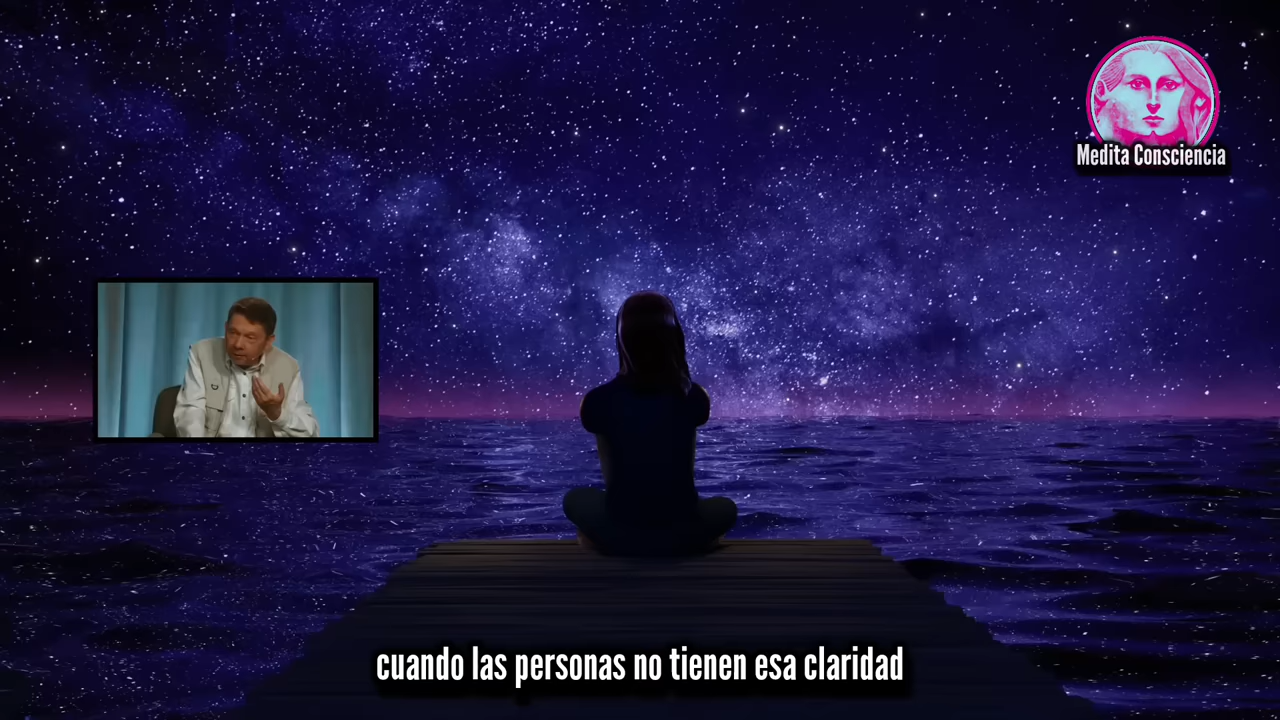 Medita Consciencia
cuando las personas no tienen esa claridad